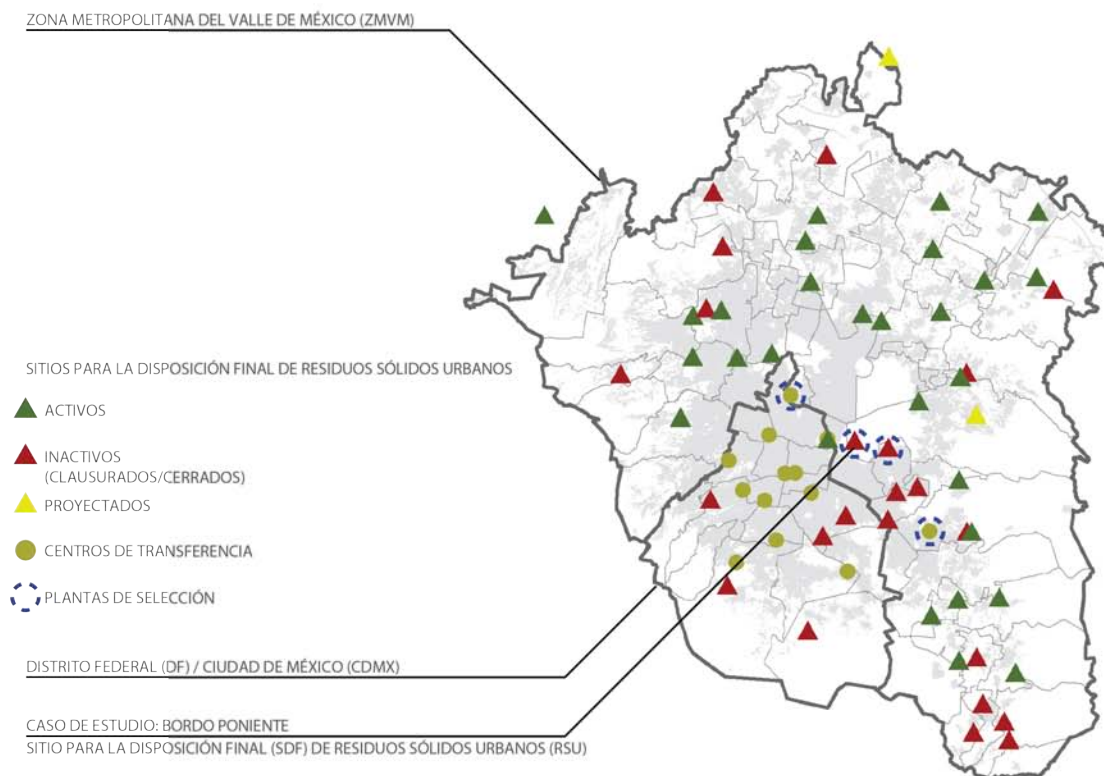 ZONA METROPOLITANA DEL VALLE DE MÉXICO (ZMVM)
SITIOS PARA LA DISPOSICIÓN FINAL DE RESIDUOS SÓLIDOS URBANOS
ACTIVOS
INACTIVOS
(CLAUSURADOS/CERRADOS)
PROYECTADOS
CENTROS DE TRANSFERENCIA
PLANTAS DE SELECCIÓN
DISTRITO FEDERAL (DF) / CIUDAD DE MÉXICO (CDMX)
CASO DE ESTUDIO: BORDO PONIENTE
SITIO PARA LA DISPOSICIÓN FINAL (SDF) DE RESIDUOS SÓLIDOS URBANOS (RSU)